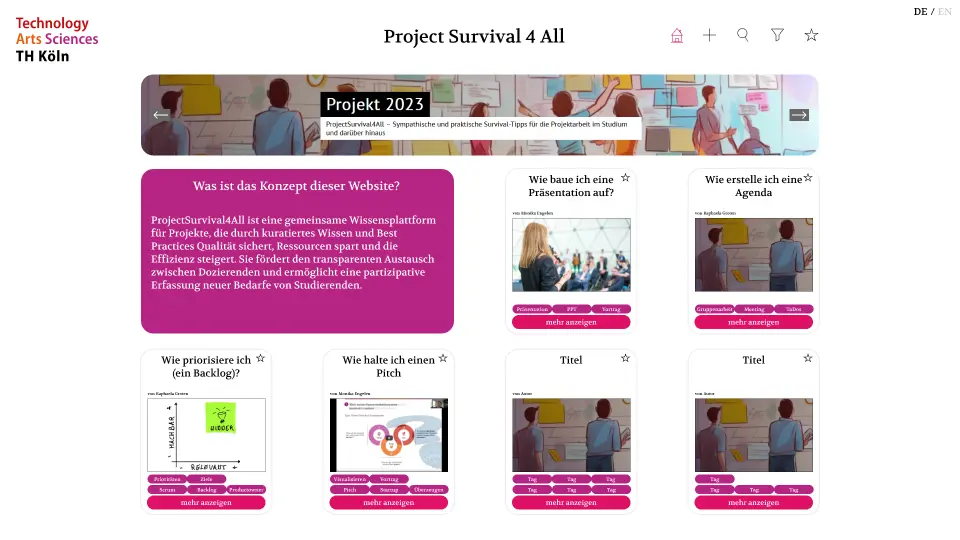 DE / EN
Technology
Arts Sciences
TH Köln
Project Survival 4 All
Projekt 2023
ProjectSurvival4All – Sympathische und praktische Survival-Tipps für die Projektarbeit im Studium
und darüber hinaus
Was ist das Konzept dieser Website?
ProjectSurvival4All ist eine gemeinsame Wissensplattform
für Projekte, die durch kuratiertes Wissen und Best
Practices Qualität sichert, Ressourcen spart und die
Effizienz steigert. Sie fördert den transparenten Austausch
zwischen Dozierenden und ermöglicht eine partizipative
Erfassung neuer Bedarfe von Studierenden.
Wie baue ich eine
Präsentation auf?
von Monika Engelen
Präsentation PPT Vortrag
mehr anzeigen
Wie erstelle ich eine
Agenda
von Raphaela Groten
Gruppenarbeit Meeting ToDos
mehr anzeigen
Wie priorisiere ich
(ein Backlog)?
von Raphaela Groten
MACHBAR
RELEVANT
Prioritäten Ziele
Scrum Backlog Productowner
mehr anzeigen
Wie halte ich einen
Pitch
von Monika Engelen
Visualisieren Vortrag
Pitch Startup Überzeugen
mehr anzeigen
Titel
von Autor
Tag Tag Tag
Tag Tag Tag
mehr anzeigen
Titel
von Autor
Tag
Tag Tag Tag
mehr anzeigen